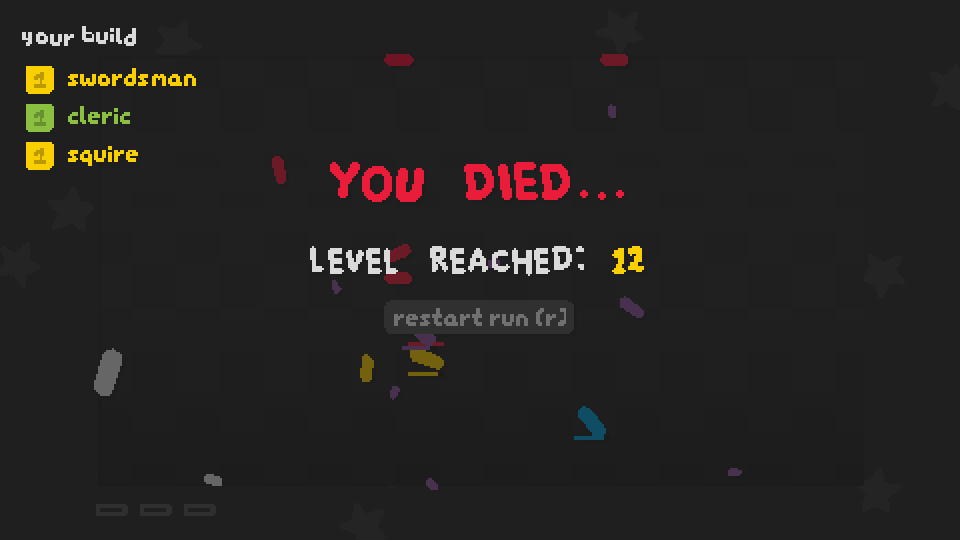 your build
1 swordsman
1 cleric
1 squire
YOU DIED...
LEVEL REACHED: 12
restart run (r)